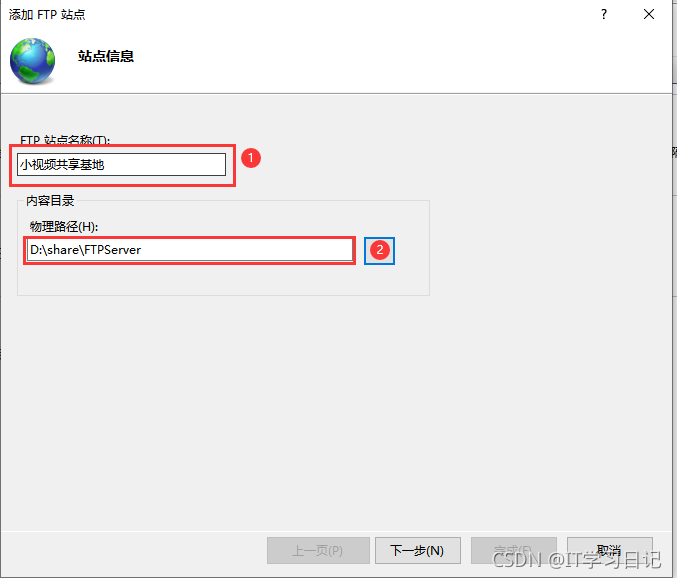 添加 FTP 站点
?
站点信息
FTP 站点名称(T):
小视频共享基地
1
内容目录
物理路径(H):
D:\share\FTPServer
2
上一页(P)
下一步(N)
完成(F)
取消
CSDN @IT学习日记